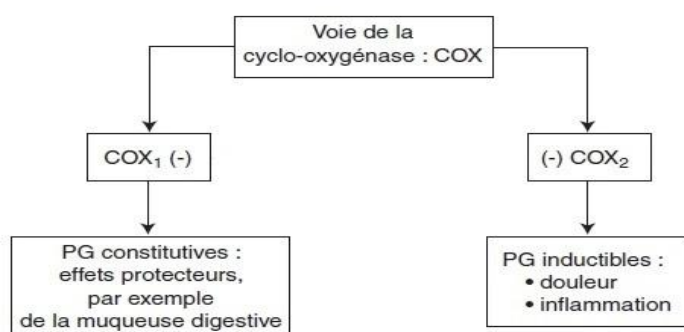 Voie de la
cyclo-oxygénase : COX
COX₁ (-)
(-) COX₂
PG constitutives :
effets protecteurs,
par exemple
de la muqueuse digestive
PG inductibles :
• douleur
• inflammation